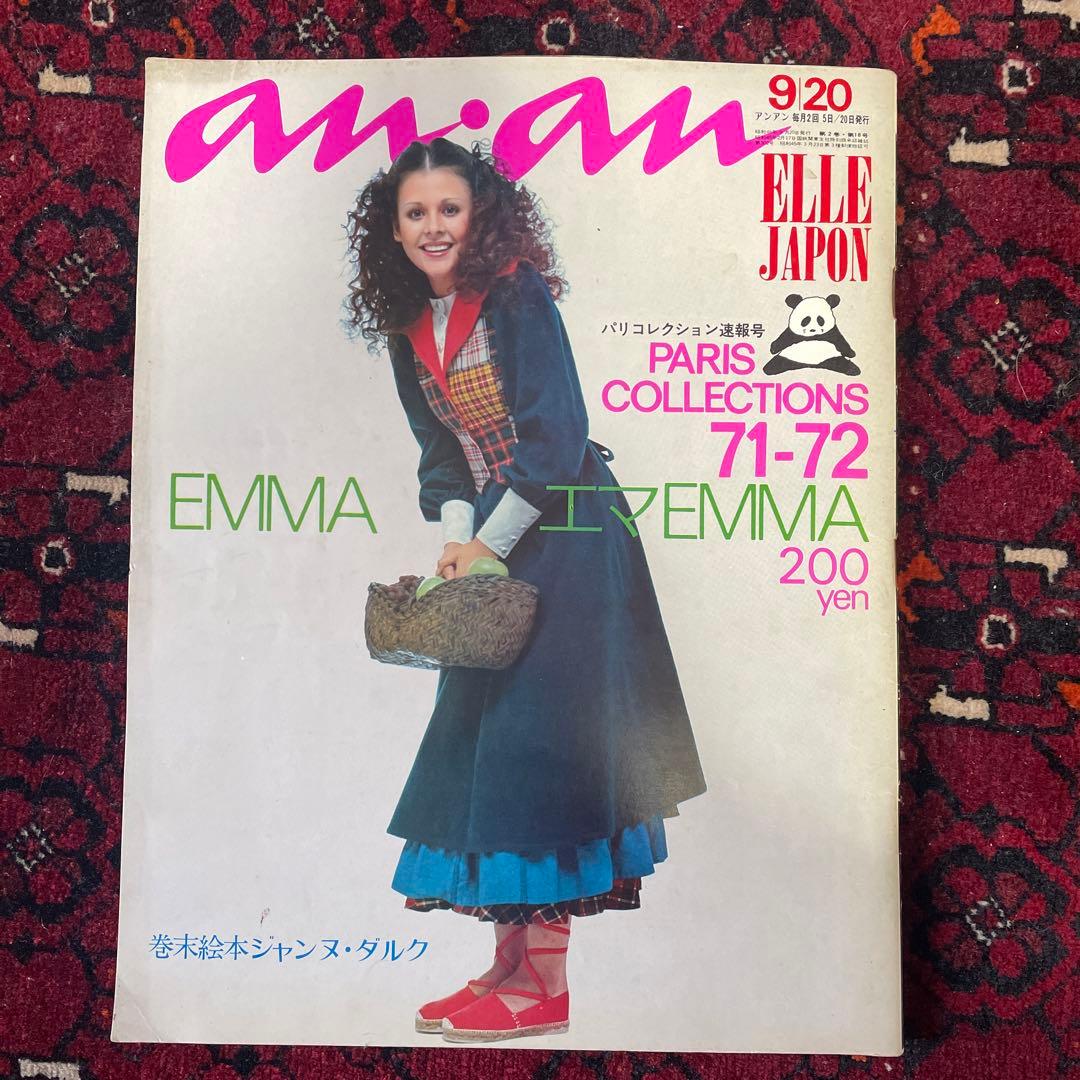 an•an
9|20
アンアン 毎月2回 5日/20日発行
ELLE
JAPON
パリコレクション速報号
PARIS
COLLECTIONS
71-72
EMMA エマEMMA
200
yen
巻末絵本ジャンヌ・ダルク